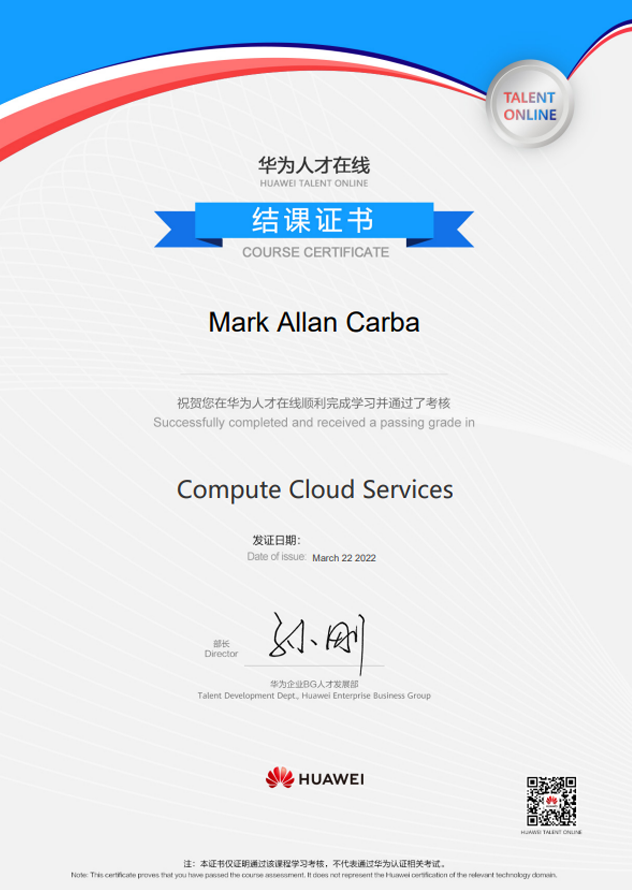 TALENT
ONLINE
华为人才在线
HUAWEI TALENT ONLINE
结课证书
COURSE CERTIFICATE
Mark Allan Carba
祝贺您在华为人才在线顺利完成学习并通过了考核
Successfully completed and received a passing grade in
Compute Cloud Services
发证日期：
Date of issue: March 22 2022
孙刚
部长
Director
华为企业BG人才发展部
Talent Development Dept., Huawei Enterprise Business Group
HUAWEI
HUAWEI TALENT ONLINE
注：本证书仅证明通过该课程学习考核，不代表通过华为认证相关考试。
Note: This certificate proves that you have passed the course assessment. It does not represent the Huawei certification of the relevant technology domain.